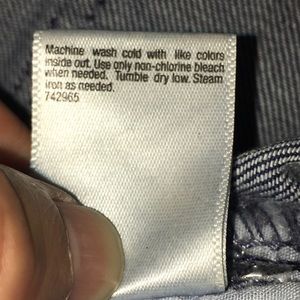 Machine wash cold with like colors
inside out. Use only non-chlorine bleach
when needed. Tumble dry low. Steam
iron as needed.
742965